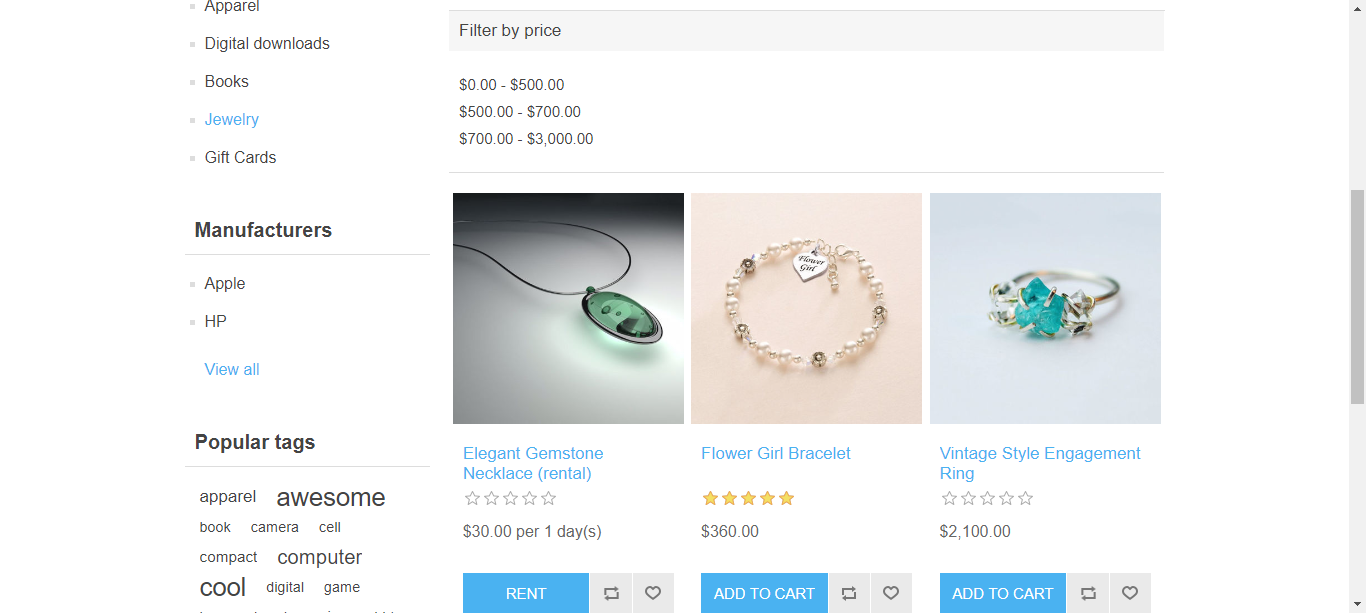 Apparel
Digital downloads
Books
Jewelry
Gift Cards
Manufacturers
Apple
HP
View all
Popular tags
apparel awesome
book camera cell
compact computer
cool digital game
Filter by price
$0.00 - $500.00
$500.00 - $700.00
$700.00 - $3,000.00
Flower
Girl
Elegant Gemstone
Necklace (rental)
$30.00 per 1 day(s)
RENT
Flower Girl Bracelet
$360.00
ADD TO CART
Vintage Style Engagement
Ring
$2,100.00
ADD TO CART